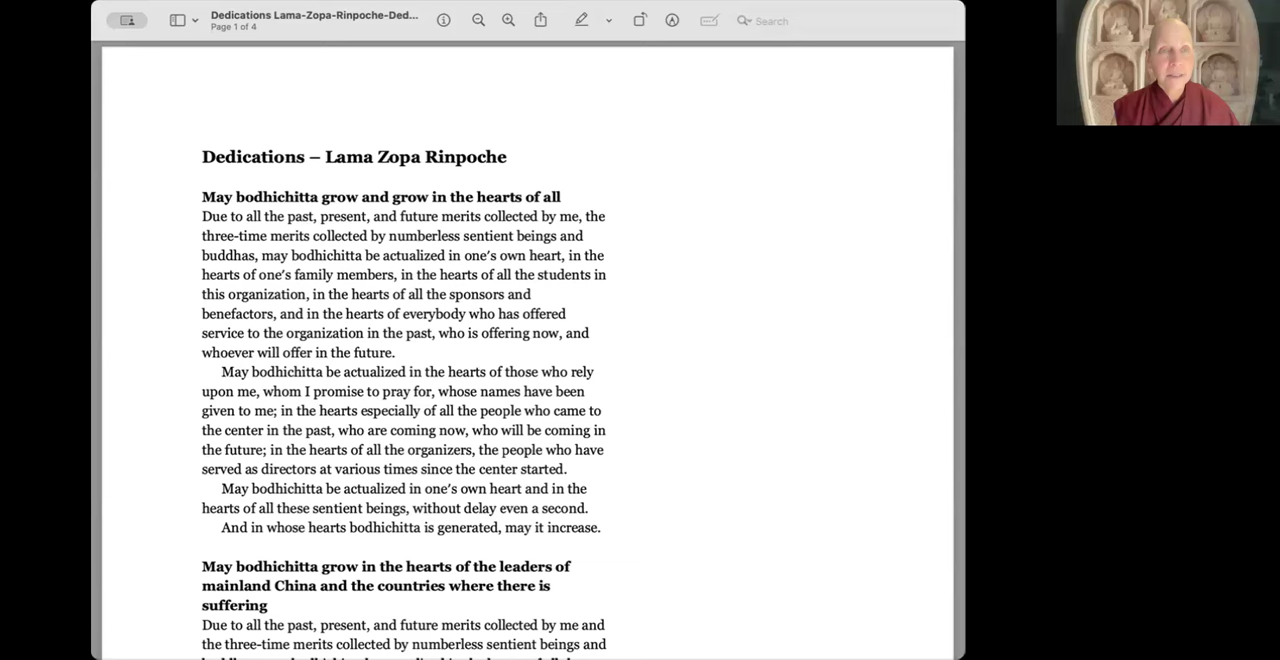 Dedications Lama-Zopa-Rinpoche-Ded...
Page 1 of 4
Search
Dedications – Lama Zopa Rinpoche
May bodhichitta grow and grow in the hearts of all
Due to all the past, present, and future merits collected by me, the
three-time merits collected by numberless sentient beings and
buddhas, may bodhichitta be actualized in one's own heart, in the
hearts of one's family members, in the hearts of all the students in
this organization, in the hearts of all the sponsors and
benefactors, and in the hearts of everybody who has offered
service to the organization in the past, who is offering now, and
whoever will offer in the future.
May bodhichitta be actualized in the hearts of those who rely
upon me, whom I promise to pray for, whose names have been
given to me; in the hearts especially of all the people who came to
the center in the past, who are coming now, who will be coming in
the future; in the hearts of all the organizers, the people who have
served as directors at various times since the center started.
May bodhichitta be actualized in one's own heart and in the
hearts of all these sentient beings, without delay even a second.
And in whose hearts bodhichitta is generated, may it increase.
May bodhichitta grow in the hearts of the leaders of
mainland China and the countries where there is
suffering
Due to all the past, present, and future merits collected by me and
the three-time merits collected by numberless sentient beings and